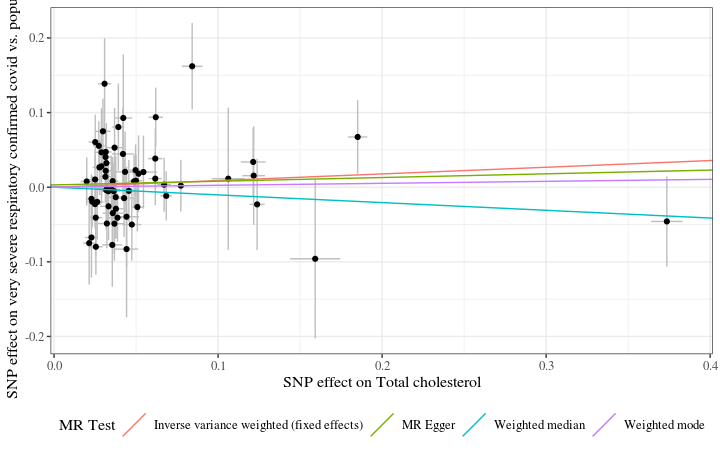 SNP effect on very severe respiratory confirmed covid vs.
0.2
0.1
0.0
-0.1
-0.2
0.0 0.1 0.2 0.3 0.4
SNP effect on Total cholesterol
MR Test Inverse variance weighted (fixed effects) MR Egger Weighted median Weighted mode